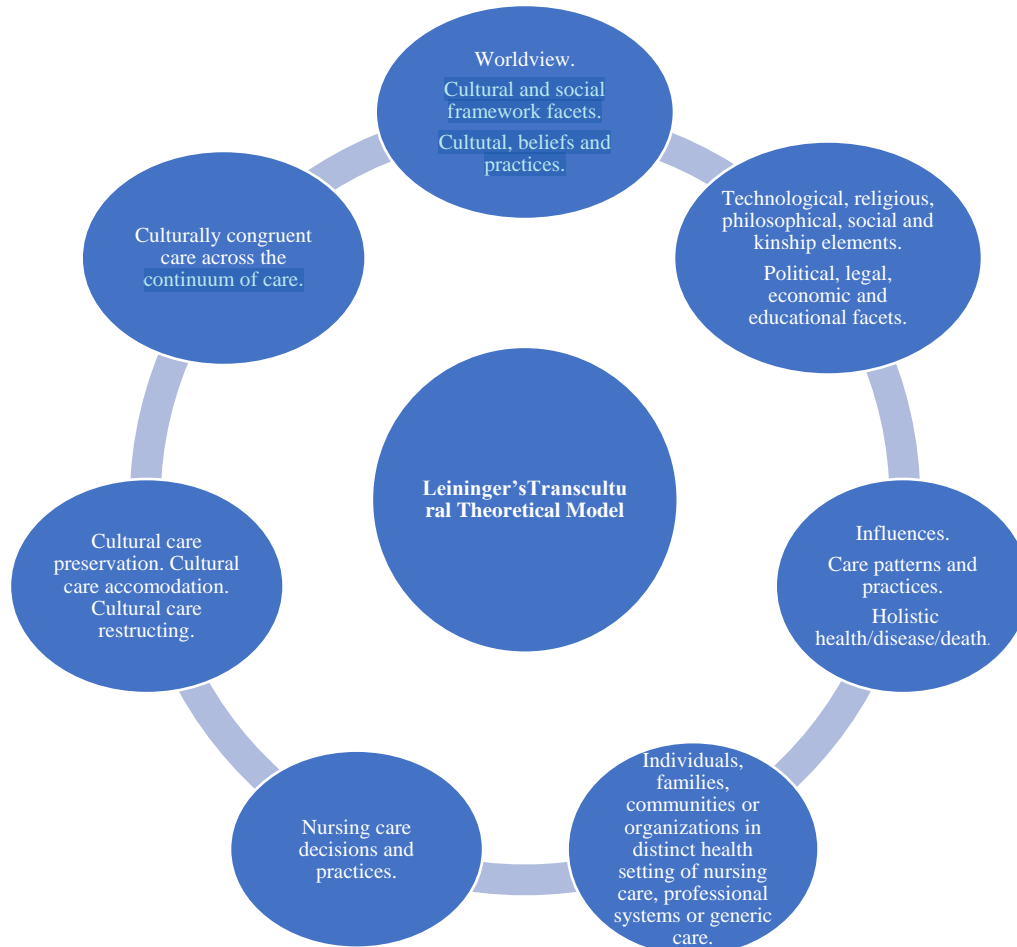 Worldview.
Cultural and social
framework facets.
Cultutal, beliefs and
practices.
Technological, religious,
philosophical, social and
kinship elements.
Political, legal,
economic and
educational facets.
Influences.
Care patterns and
practices.
Holistic
health/disease/death.
Individuals,
families,
communities or
organizations in
distinct health
setting of nursing
care, professional
systems or generic
care.
Nursing care
decisions and
practices.
Cultural care
preservation. Cultural
care accomodation.
Cultural care
restructing.
Culturally congruent
care across the
continuum of care.
Leininger'sTranscultu
ral Theoretical Model